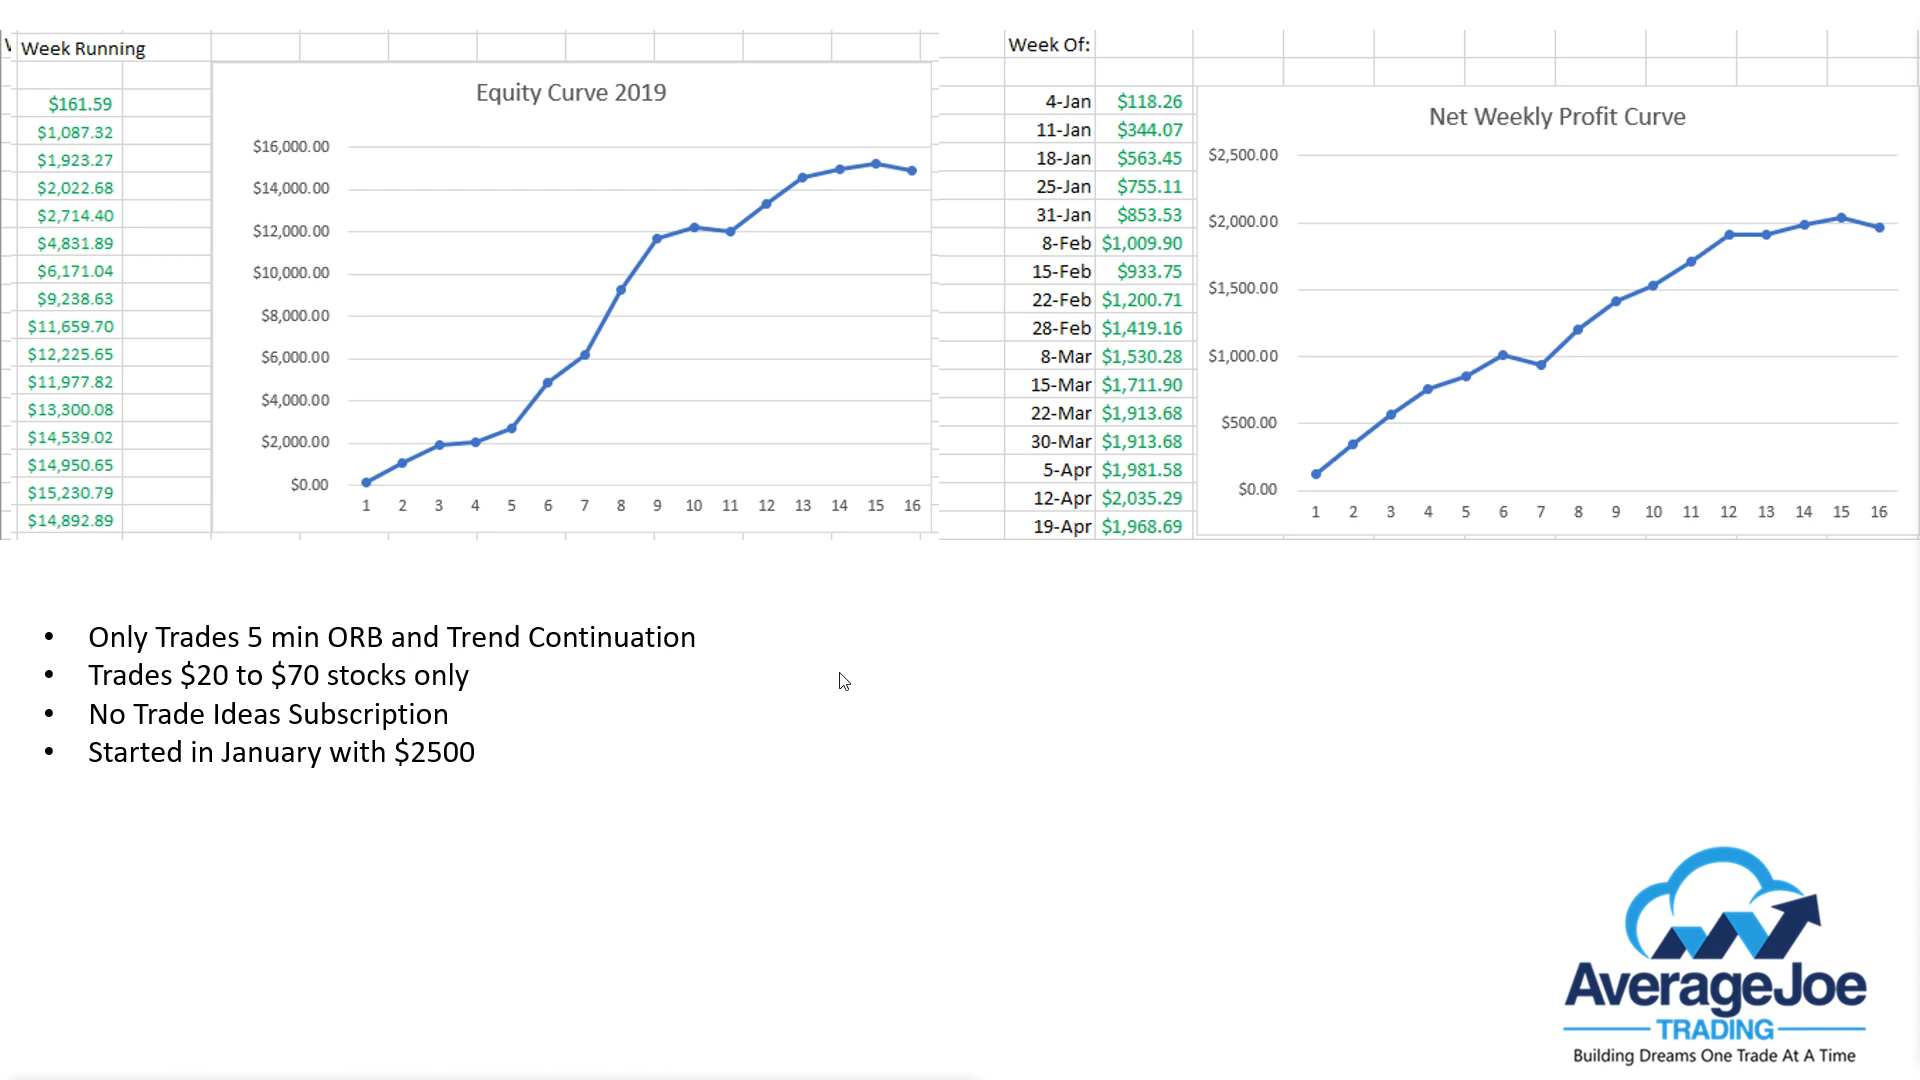 Week Running
$161.59
$1,087.32
$1,923.27
$2,022.68
$2,714.40
$4,831.89
$6,171.04
$9,238.63
$11,659.70
$12,225.65
$11,977.82
$13,300.08
$14,539.02
$14,950.65
$15,230.79
$14,892.89
Equity Curve 2019
$16,000.00
$14,000.00
$12,000.00
$10,000.00
$8,000.00
$6,000.00
$4,000.00
$2,000.00
$0.00
1 2 3 4 5 6 7 8 9 10 11 12 13 14 15 16
Week Of:
4-Jan $118.26
11-Jan $344.07
18-Jan $563.45
25-Jan $755.11
31-Jan $853.53
8-Feb $1,009.90
15-Feb $933.75
22-Feb $1,200.71
28-Feb $1,419.16
8-Mar $1,530.28
15-Mar $1,711.90
22-Mar $1,913.68
30-Mar $1,913.68
5-Apr $1,981.58
12-Apr $2,035.29
19-Apr $1,968.69
Net Weekly Profit Curve
$2,500.00
$2,000.00
$1,500.00
$1,000.00
$500.00
$0.00
1 2 3 4 5 6 7 8 9 10 11 12 13 14 15 16
• Only Trades 5 min ORB and Trend Continuation
• Trades $20 to $70 stocks only
• No Trade Ideas Subscription
• Started in January with $2500
AverageJoe
TRADING
Building Dreams One Trade At A Time